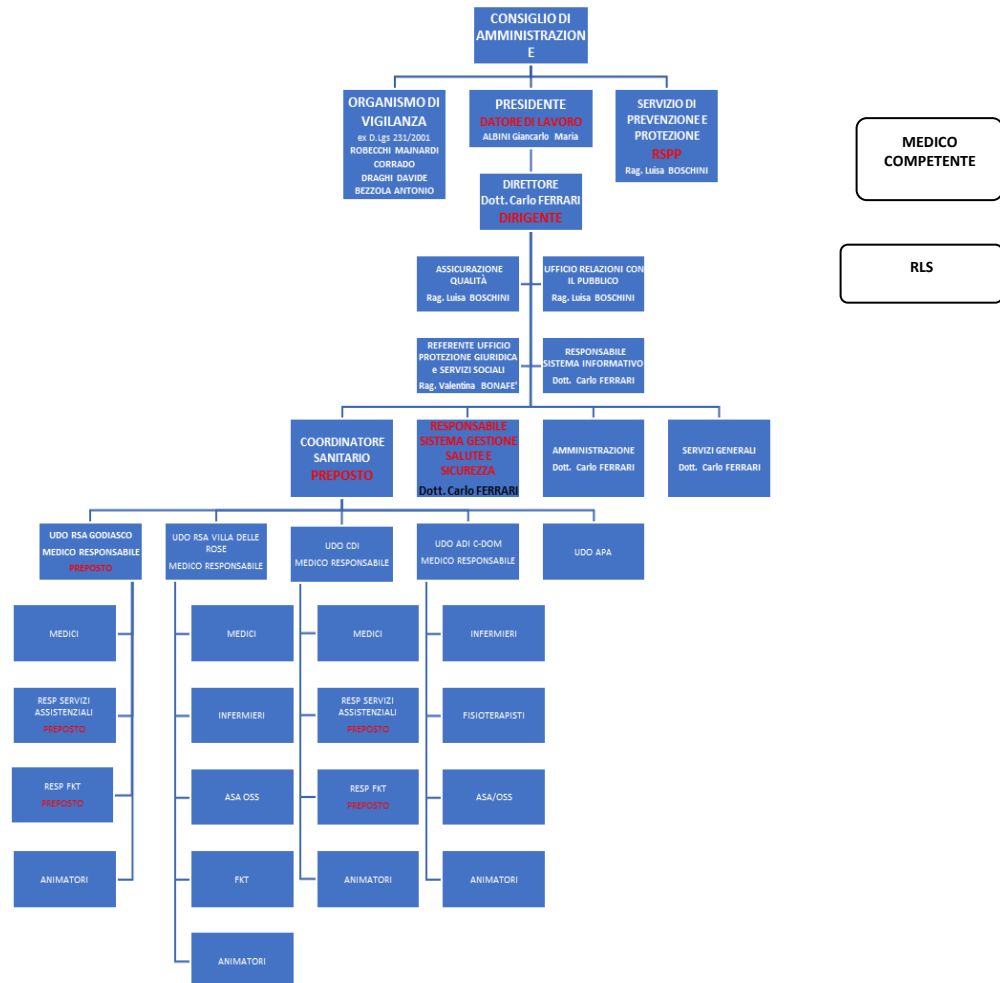 CONSIGLIO DI
AMMINISTRAZION
E
ORGANISMO DI
VIGILANZA
ex D.Lgs 231/2001
ROBECCHI MAJNARDI
CORRADO
DRAGHI DAVIDE
BEZZOLA ANTONIO
PRESIDENTE
DATORE DI LAVORO
ALBINI Giancarlo Maria
SERVIZIO DI
PREVENZIONE E
PROTEZIONE
RSPP
Rag. Luisa BOSCHINI
MEDICO
COMPETENTE
DIRETTORE
Dott. Carlo FERRARI
DIRIGENTE
RLS
ASSICURAZIONE
QUALITÀ
Rag. Luisa BOSCHINI
UFFICIO RELAZIONI CON
IL PUBBLICO
Rag. Luisa BOSCHINI
REFERENTE UFFICIO
PROTEZIONE GIURIDICA
e SERVIZI SOCIALI
Rag. Valentina BONAFE'
RESPONSABILE
SISTEMA INFORMATIVO
Dott. Carlo FERRARI
COORDINATORE
SANITARIO
PREPOSTO
RESPONSABILE
SISTEMA GESTIONE
SALUTE E
SICUREZZA
Dott. Carlo FERRARI
AMMINISTRAZIONE
Dott. Carlo FERRARI
SERVIZI GENERALI
Dott. Carlo FERRARI
UDO RSA GODIASCO
MEDICO RESPONSABILE
PREPOSTO
UDO RSA VILLA DELLE
ROSE
MEDICO RESPONSABILE
UDO CDI
MEDICO RESPONSABILE
UDO ADI C-DOM
MEDICO RESPONSABILE
UDO APA
MEDICI
RESP SERVIZI
ASSISTENZIALI
PREPOSTO
RESP FKT
PREPOSTO
ANIMATORI
MEDICI
INFERMIERI
ASA OSS
FKT
ANIMATORI
MEDICI
RESP SERVIZI
ASSISTENZIALI
PREPOSTO
RESP FKT
PREPOSTO
ANIMATORI
INFERMIERI
FISIOTERAPISTI
ASA/OSS
ANIMATORI